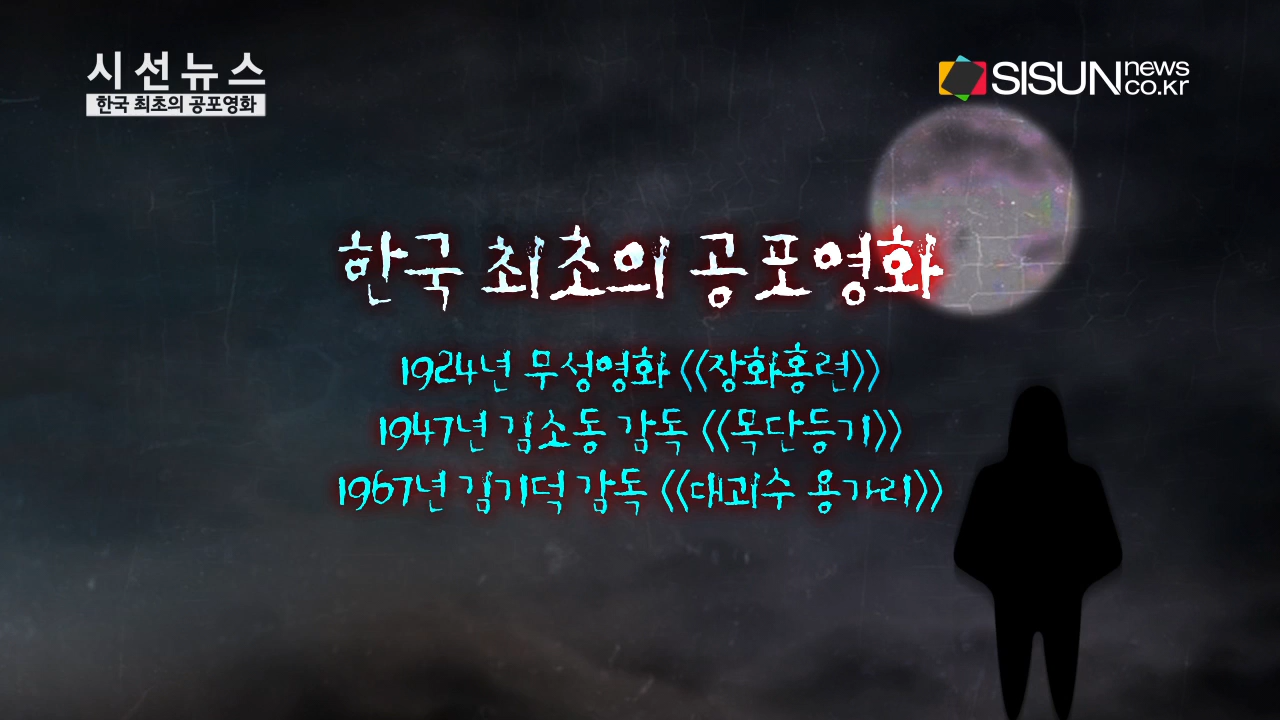 시선뉴스
한국 최초의 공포영화
SISUN news
co.kr
한국 최초의 공포영화
1924년 무성영화 《장화홍련》
1947년 김소동 감독 《목단등기》
1967년 김기덕 감독 《대괴수 용가리》